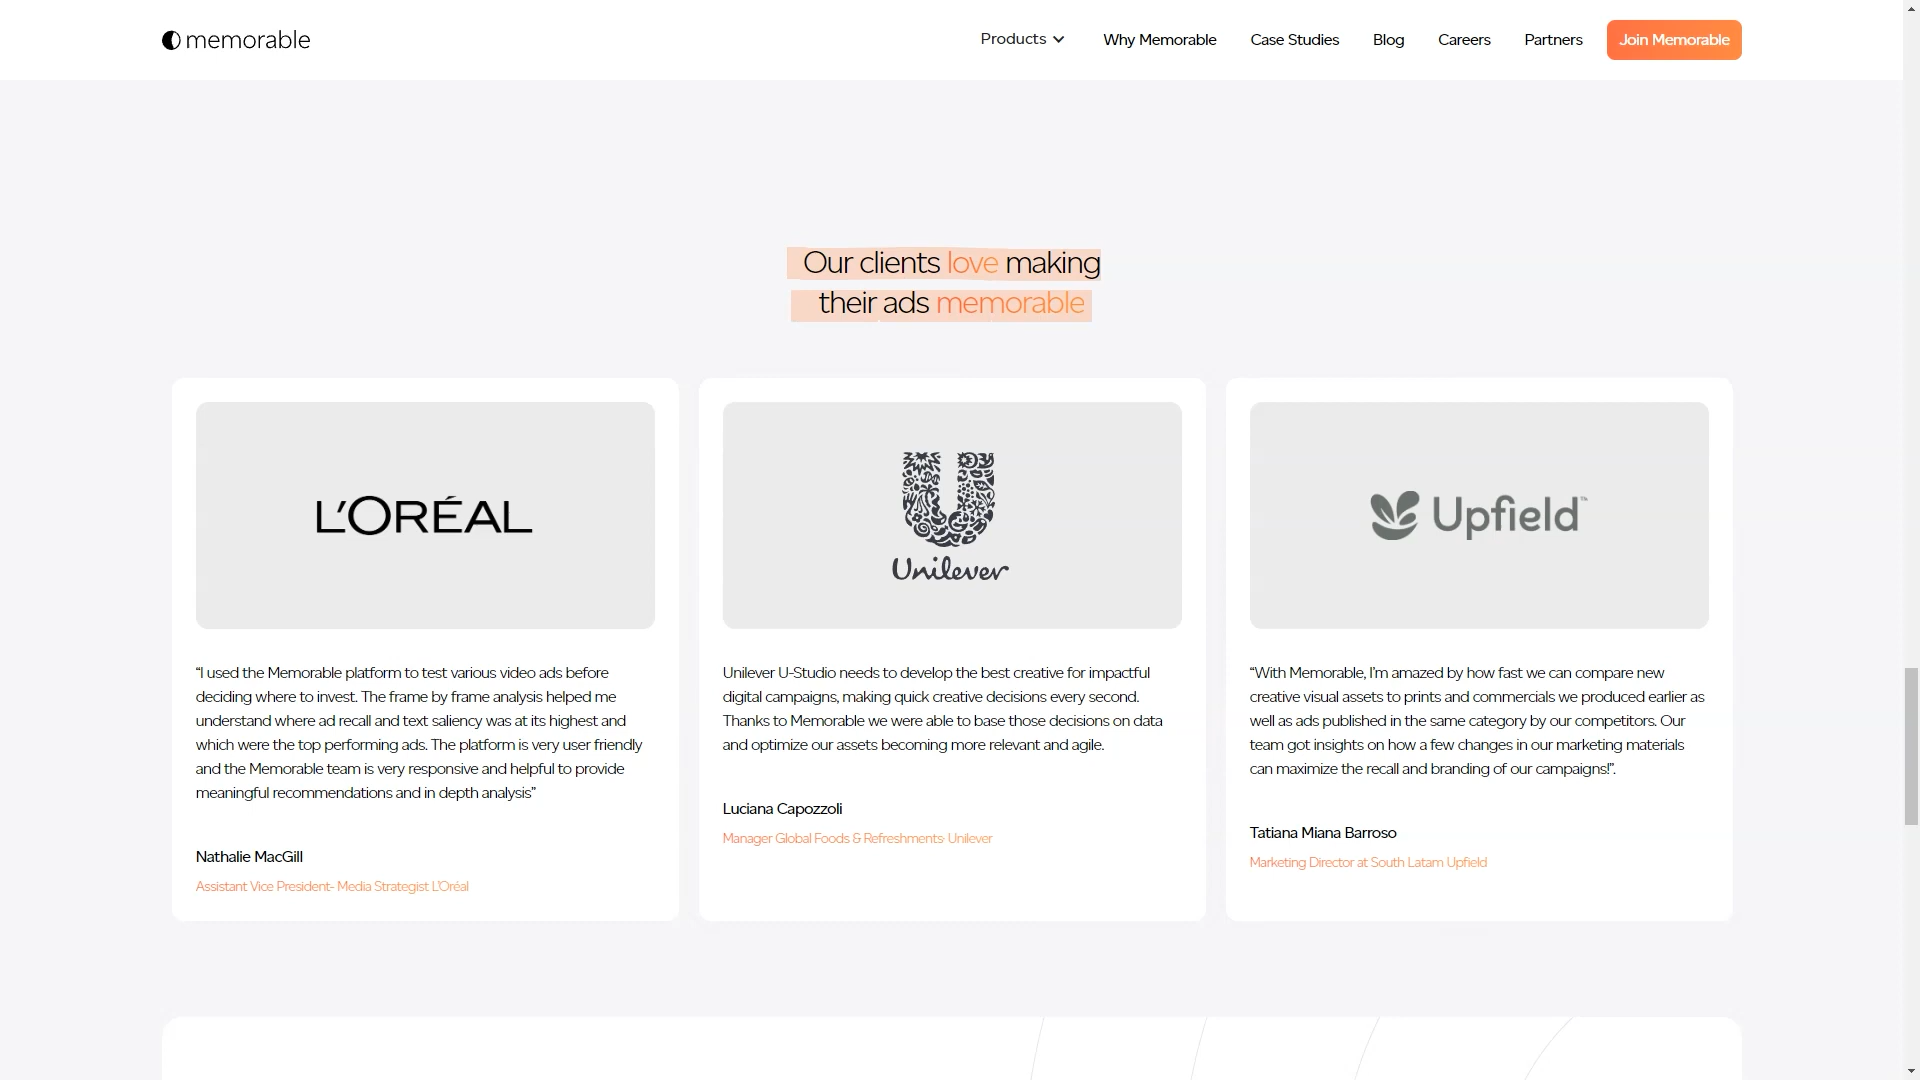 memorable
Products
Why Memorable
Case Studies
Blog
Careers
Partners
Join Memorable
Our clients love making
their ads memorable
L'ORÉAL
“I used the Memorable platform to test various video ads before
deciding where to invest. The frame by frame analysis helped me
understand where ad recall and text saliency was at its highest and
which were the top performing ads. The platform is very user friendly
and the Memorable team is very responsive and helpful to provide
meaningful recommendations and in depth analysis”
Nathalie MacGill
Assistant Vice President- Media Strategist L'Oréal
Unilever
Unilever U-Studio needs to develop the best creative for impactful
digital campaigns, making quick creative decisions every second.
Thanks to Memorable we were able to base those decisions on data
and optimize our assets becoming more relevant and agile.
Luciana Capozzoli
Manager Global Foods & Refreshments· Unilever
Upfield™
“With Memorable, I'm amazed by how fast we can compare new
creative visual assets to prints and commercials we produced earlier as
well as ads published in the same category by our competitors. Our
team got insights on how a few changes in our marketing materials
can maximize the recall and branding of our campaigns!”.
Tatiana Miana Barroso
Marketing Director at South Latam Upfield